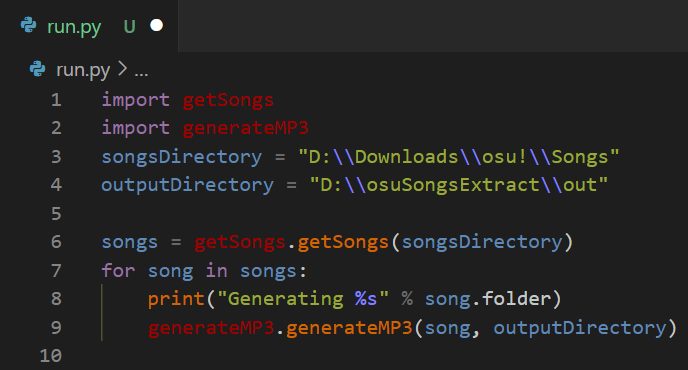 run.py U
run.py > ...
1 import getSongs
2 import generateMP3
3 songsDirectory = "D:\\Downloads\\osu!\\Songs"
4 outputDirectory = "D:\\osuSongsExtract\\out"
5
6 songs = getSongs.getSongs(songsDirectory)
7 for song in songs:
8     print("Generating %s" % song.folder)
9     generateMP3.generateMP3(song, outputDirectory)
10